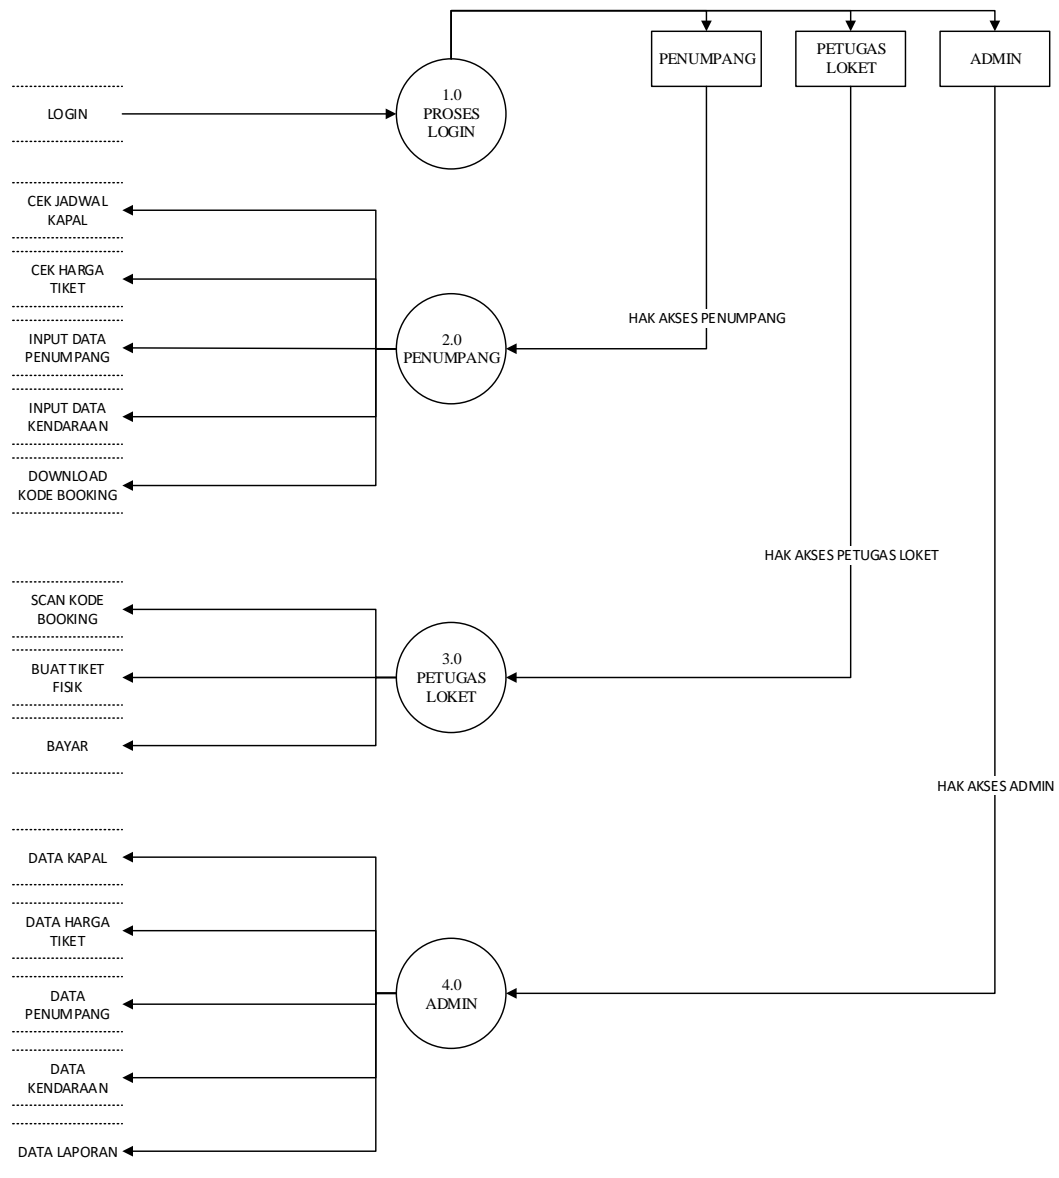 PENUMPANG
PETUGAS
LOKET
ADMIN
LOGIN
1.0
PROSES
LOGIN
CEK JADWAL
KAPAL
CEK HARGA
TIKET
INPUT DATA
PENUMPANG
INPUT DATA
KENDARAAN
DOWNLOAD
KODE BOOKING
2.0
PENUMPANG
HAK AKSES PENUMPANG
HAK AKSES PETUGAS LOKET
SCAN KODE
BOOKING
BUAT TIKET
FISIK
BAYAR
3.0
PETUGAS
LOKET
HAK AKSES ADMIN
DATA KAPAL
DATA HARGA
TIKET
DATA
PENUMPANG
DATA
KENDARAAN
DATA LAPORAN
4.0
ADMIN